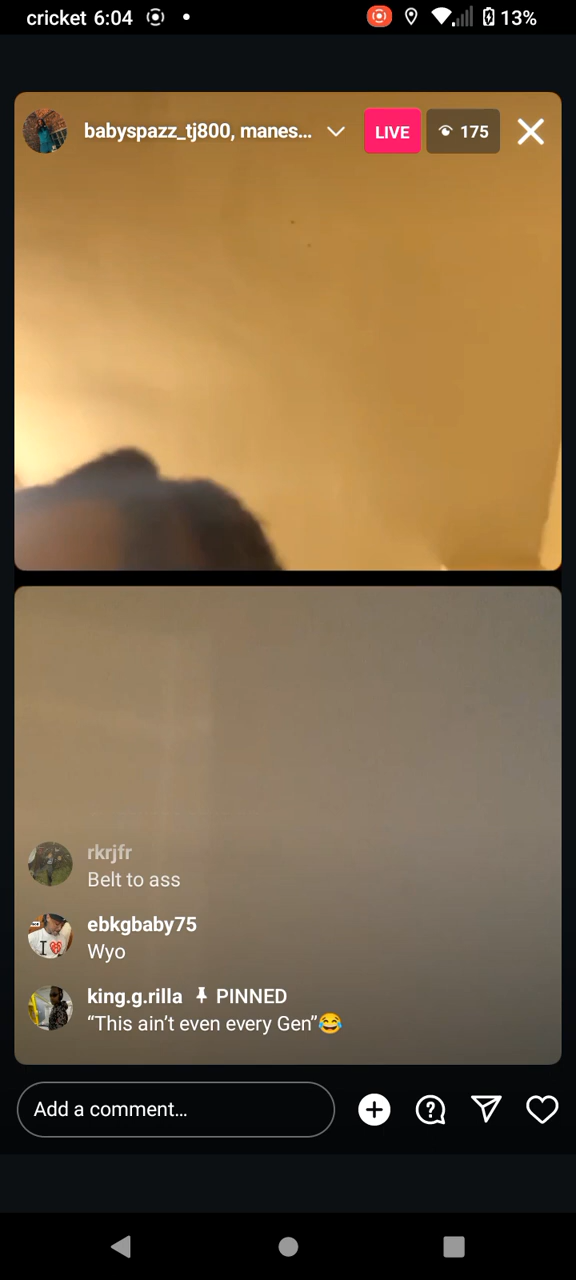 cricket 6:04 13%
babyspazz_tj800, manes... LIVE 175
rkrjfr
Belt to ass
ebkgbaby75
Wyo
king.g.rilla PINNED
“This ain’t even every Gen”😂
Add a comment...